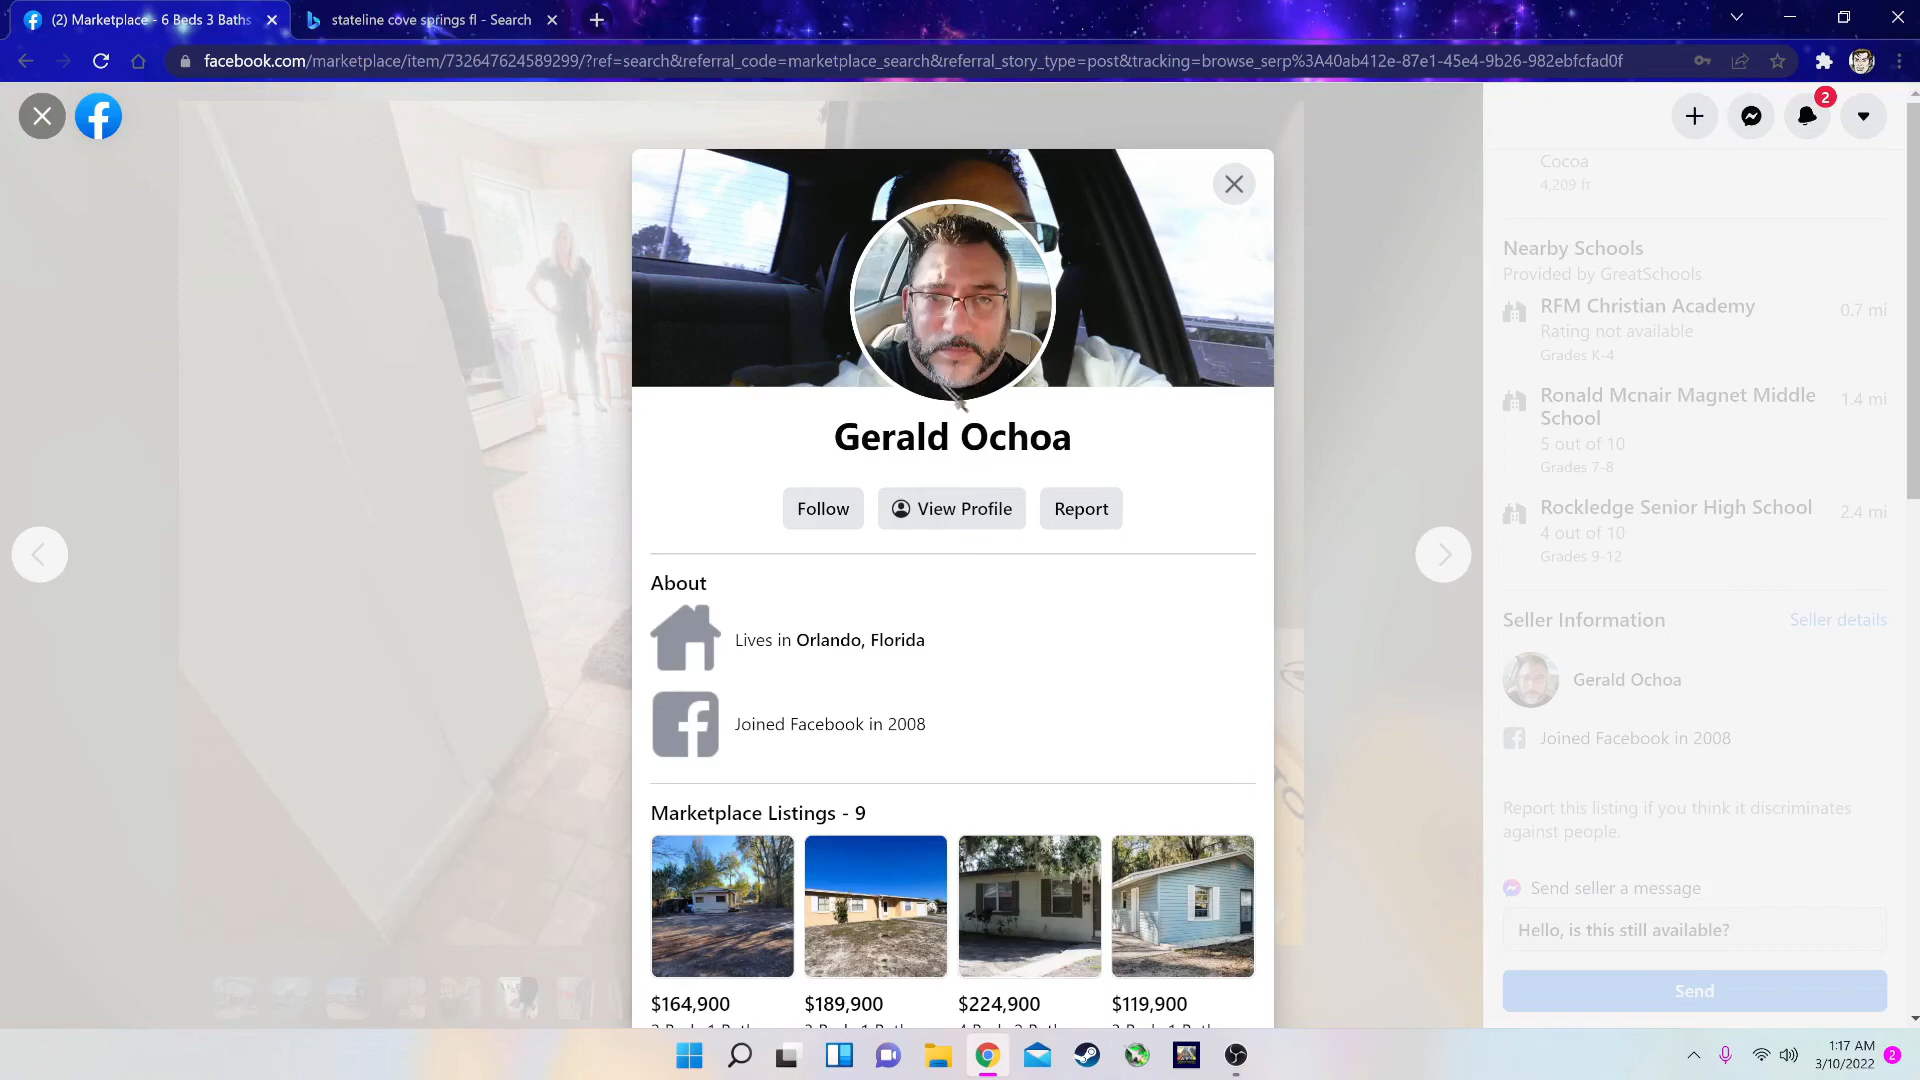 (2) Marketplace - 6 Beds 3 Baths
stateline cove springs fl - Search
facebook.com/marketplace/item/732647624589299/?ref=search&referral_code=marketplace_search&referral_story_type=post&tracking=browse_serp%3A40ab412e-87e1-45e4-9b26-982ebfcfad0f
2
Cocoa
4,209 ft
Nearby Schools
Provided by GreatSchools
RFM Christian Academy
0.7 mi
Rating not available
Grades K-4
Ronald Mcnair Magnet Middle
School
1.4 mi
5 out of 10
Grades 7-8
Rockledge Senior High School
2.4 mi
4 out of 10
Grades 9-12
Seller Information
Seller details
Gerald Ochoa
Joined Facebook in 2008
Report this listing if you think it discriminates
against people.
Send seller a message
Hello, is this still available?
Send
Gerald Ochoa
Follow
View Profile
Report
About
Lives in Orlando, Florida
Joined Facebook in 2008
Marketplace Listings - 9
$164,900
$189,900
$224,900
$119,900
1:17 AM
3/10/2022
2